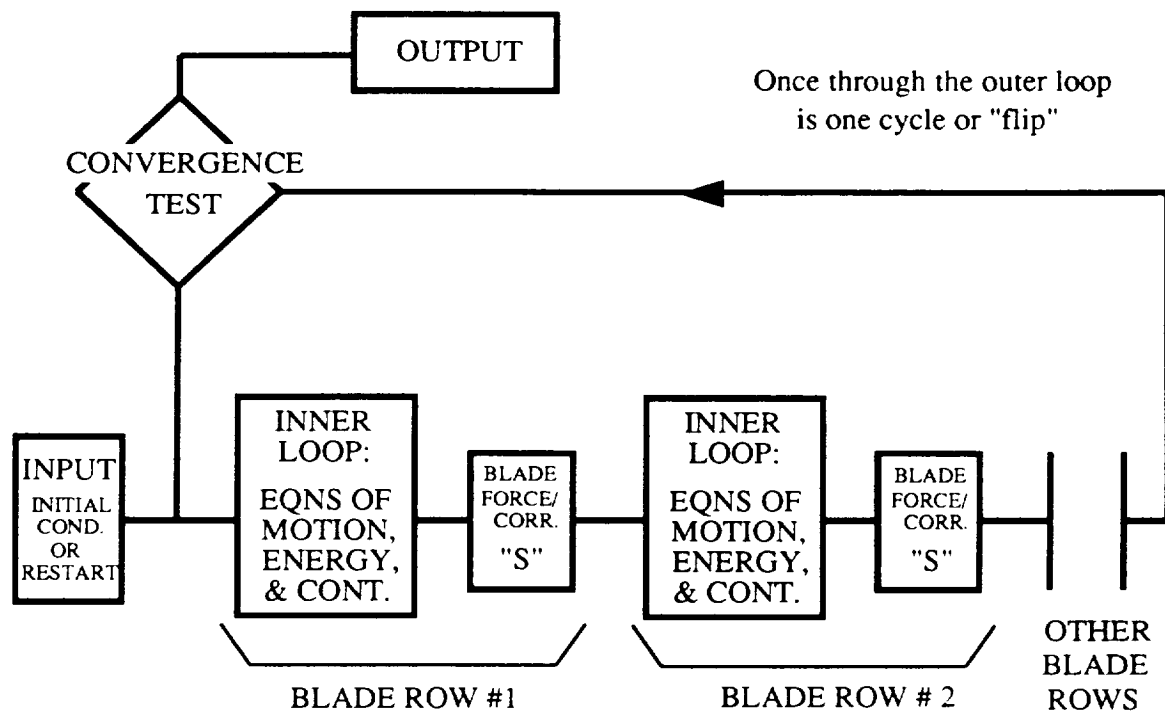 OUTPUT
Once through the outer loop
is one cycle or "flip"
CONVERGENCE
TEST
INPUT
INITIAL
COND.
OR
RESTART
INNER
LOOP:
EQNS OF
MOTION,
ENERGY,
& CONT.
BLADE
FORCE/
CORR.
"S"
INNER
LOOP:
EQNS OF
MOTION,
ENERGY,
& CONT.
BLADE
FORCE/
CORR.
"S"
OTHER
BLADE
ROWS
BLADE ROW #1
BLADE ROW # 2